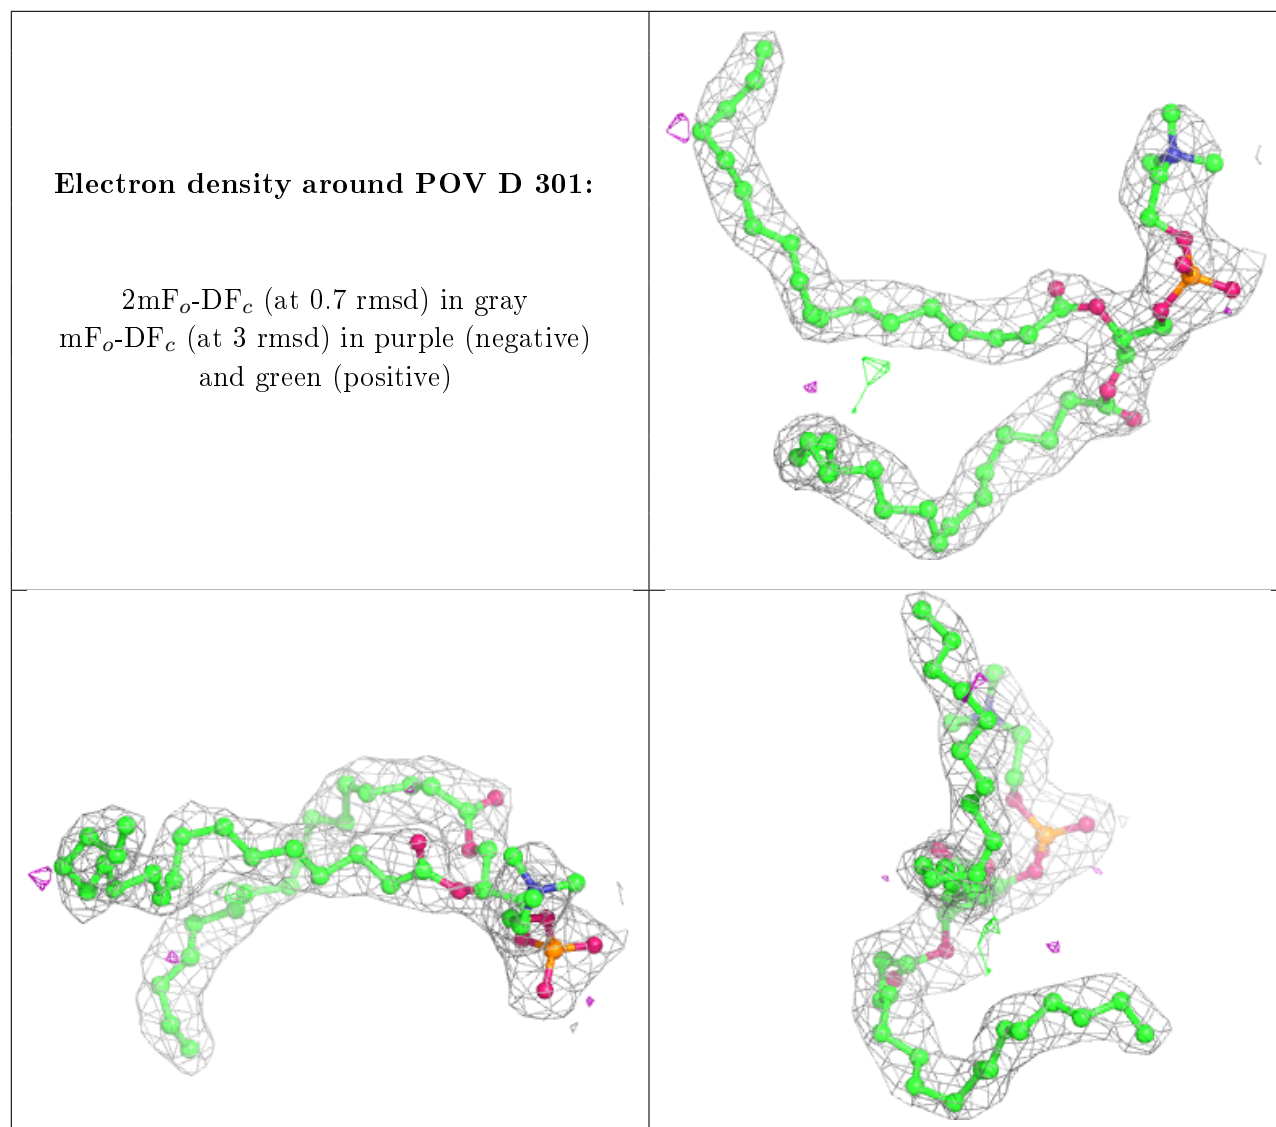 Electron density around POV D 301:
2mFo-DFc (at 0.7 rmsd) in gray
mFo-DFc (at 3 rmsd) in purple (negative)
and green (positive)